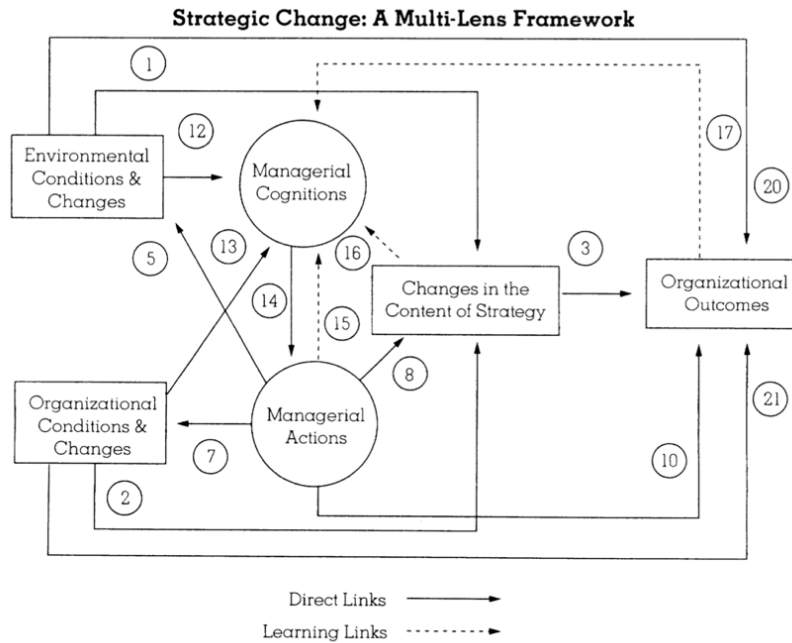 Strategic Change: A Multi-Lens Framework
1
12
17
Environmental
Conditions &
Changes
Managerial
Cognitions
20
5
13
16
3
14
15
Changes in the
Content of Strategy
Organizational
Outcomes
8
21
Organizational
Conditions &
Changes
Managerial
Actions
7
10
2
Direct Links
Learning Links